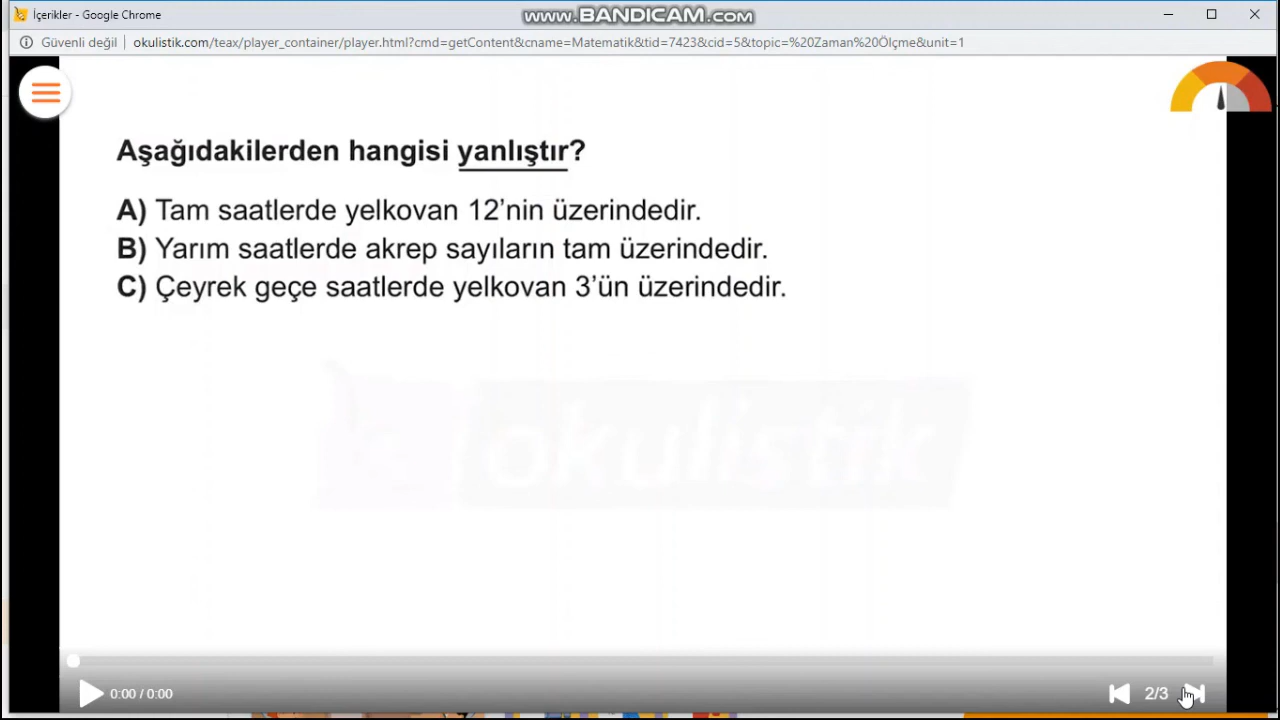 İçerikler - Google Chrome
www.BANDICAM.com
Güvenli değil
okulistik.com/teax/player_container/player.html?cmd=getContent&cname=Matematik&tid=7423&cid=5&topic=%20Zaman%20Ölçme&unit=1
Aşağıdakilerden hangisi yanlıştır?
A) Tam saatlerde yelkovan 12’nin üzerindedir.
B) Yarım saatlerde akrep sayıların tam üzerindedir.
C) Çeyrek geçe saatlerde yelkovan 3’ün üzerindedir.
okulistik
0:00 / 0:00
2/3